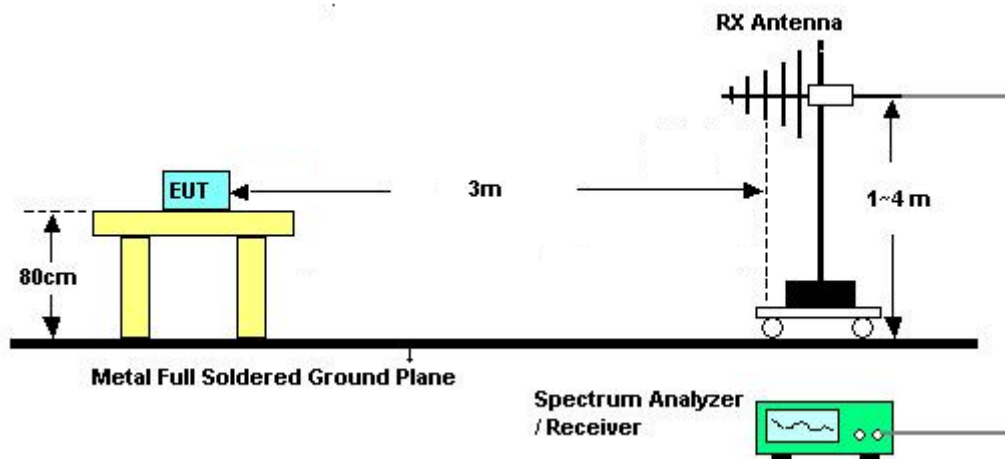 RX Antenna
EUT
3m
1~4 m
80cm
Metal Full Soldered Ground Plane
Spectrum Analyzer
/ Receiver